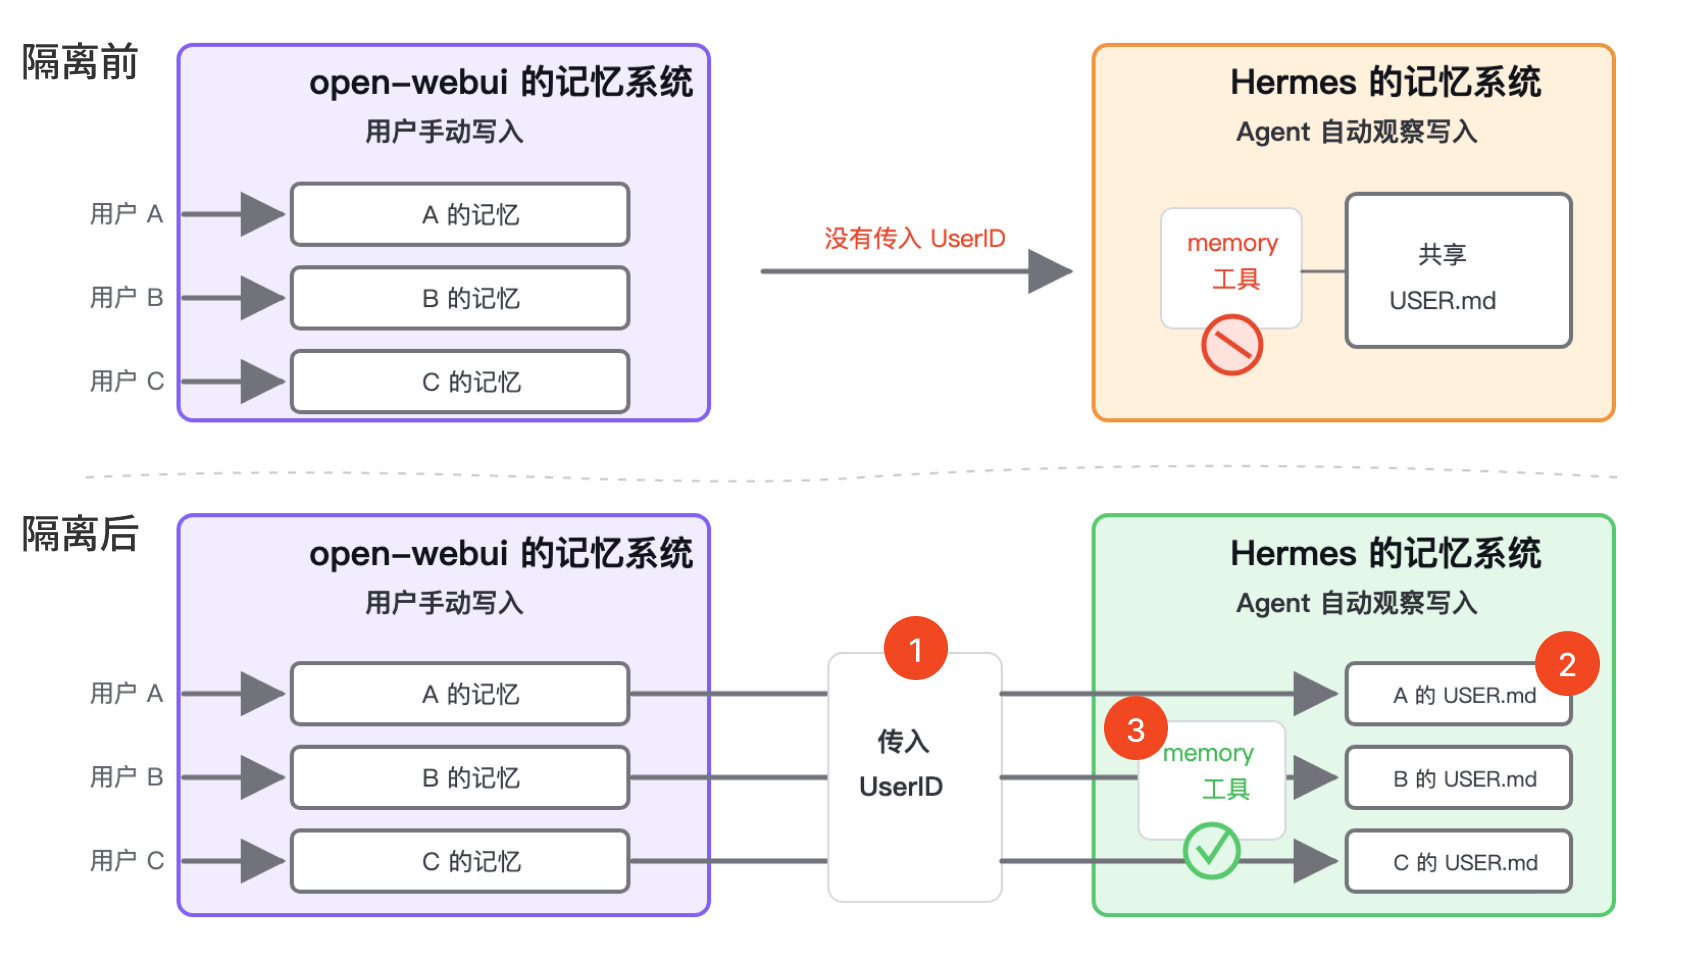 隔离前
open-webui 的记忆系统
用户手动写入
用户 A
A 的记忆
用户 B
B 的记忆
用户 C
C 的记忆
没有传入 UserID
Hermes 的记忆系统
Agent 自动观察写入
memory
工具
共享
USER.md
隔离后
open-webui 的记忆系统
用户手动写入
用户 A
A 的记忆
用户 B
B 的记忆
用户 C
C 的记忆
1
传入
UserID
Hermes 的记忆系统
Agent 自动观察写入
2
A 的 USER.md
3
memory
工具
B 的 USER.md
C 的 USER.md